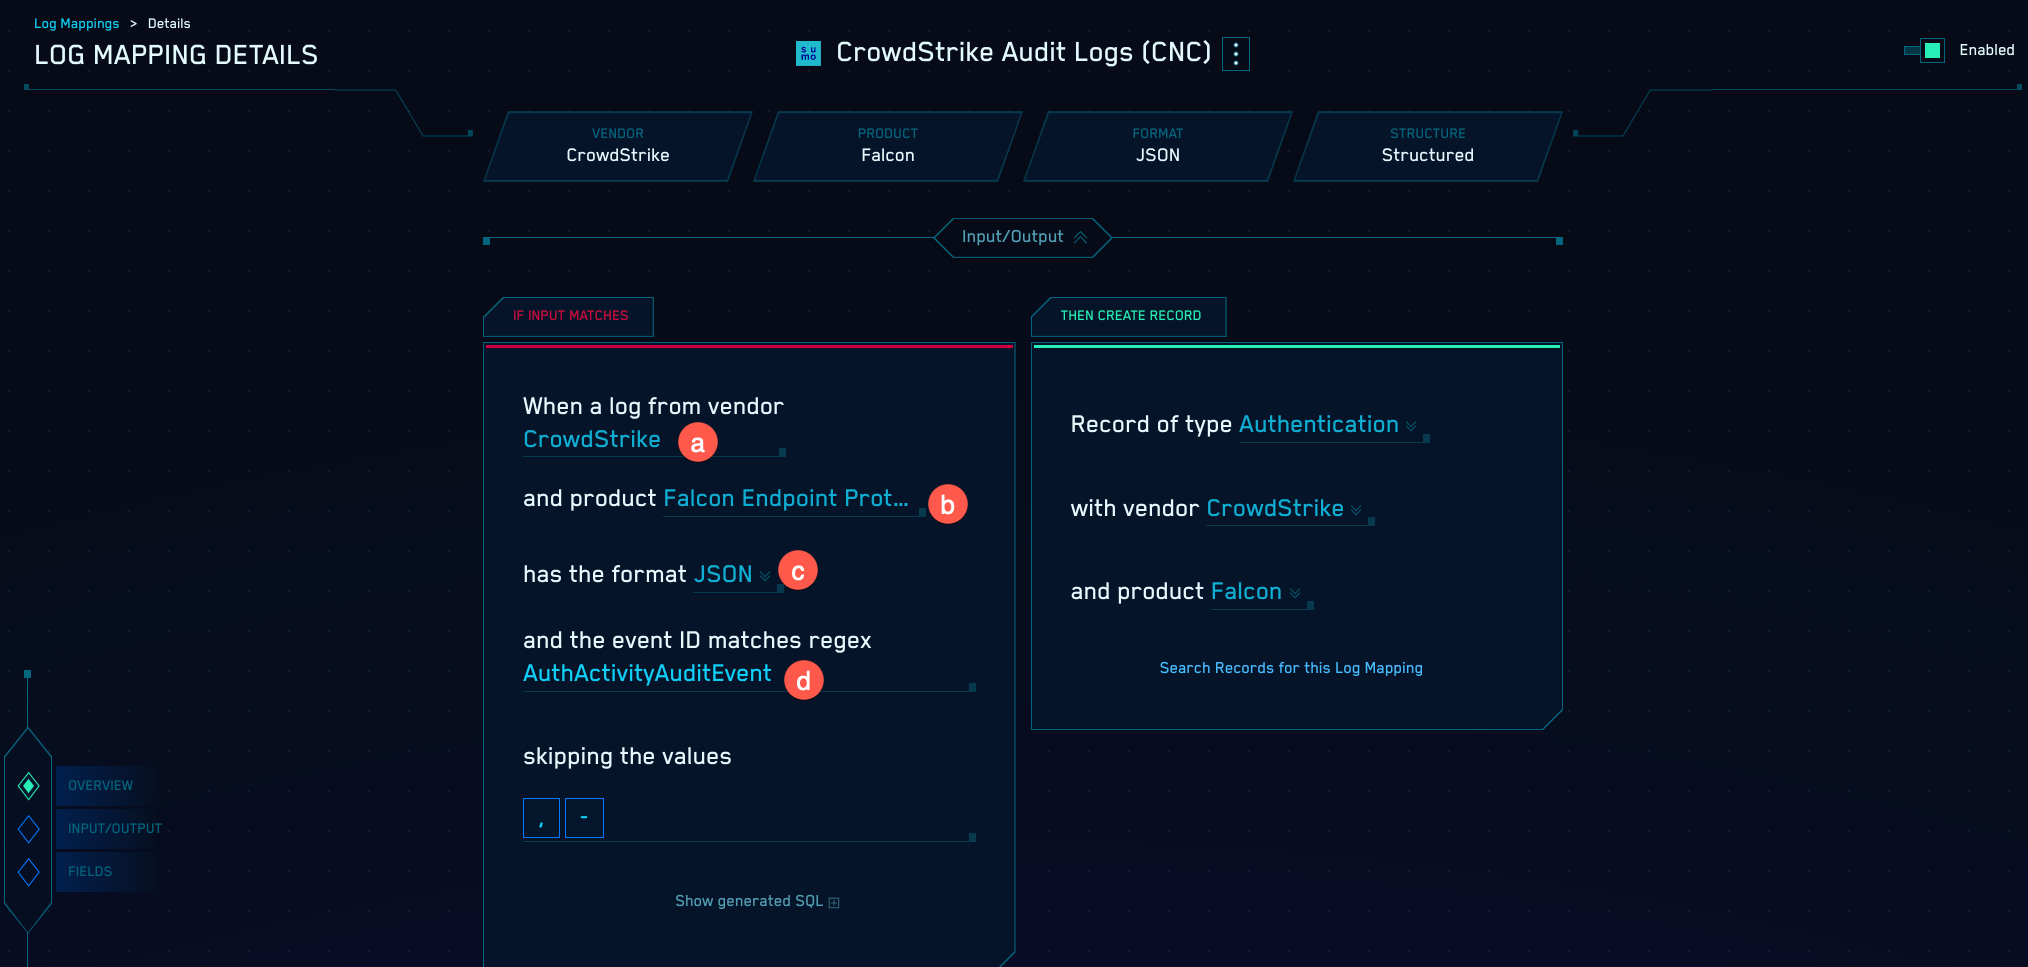 Log Mappings > Details
LOG MAPPING DETAILS
su
mo
CrowdStrike Audit Logs (CNC)
Enabled
VENDOR
CrowdStrike
PRODUCT
Falcon
FORMAT
JSON
STRUCTURE
Structured
Input/Output
IF INPUT MATCHES
When a log from vendor
CrowdStrike a
and product Falcon Endpoint Prot... b
has the format JSON c
and the event ID matches regex
AuthActivityAuditEvent d
skipping the values
, -
Show generated SQL
THEN CREATE RECORD
Record of type Authentication
with vendor CrowdStrike
and product Falcon
Search Records for this Log Mapping
OVERVIEW
INPUT/OUTPUT
FIELDS